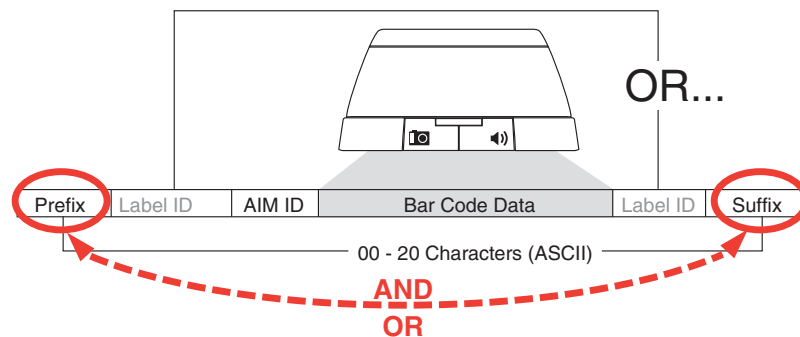 OR...
Prefix Label ID AIM ID Bar Code Data Label ID Suffix
00 - 20 Characters (ASCII)
AND
OR